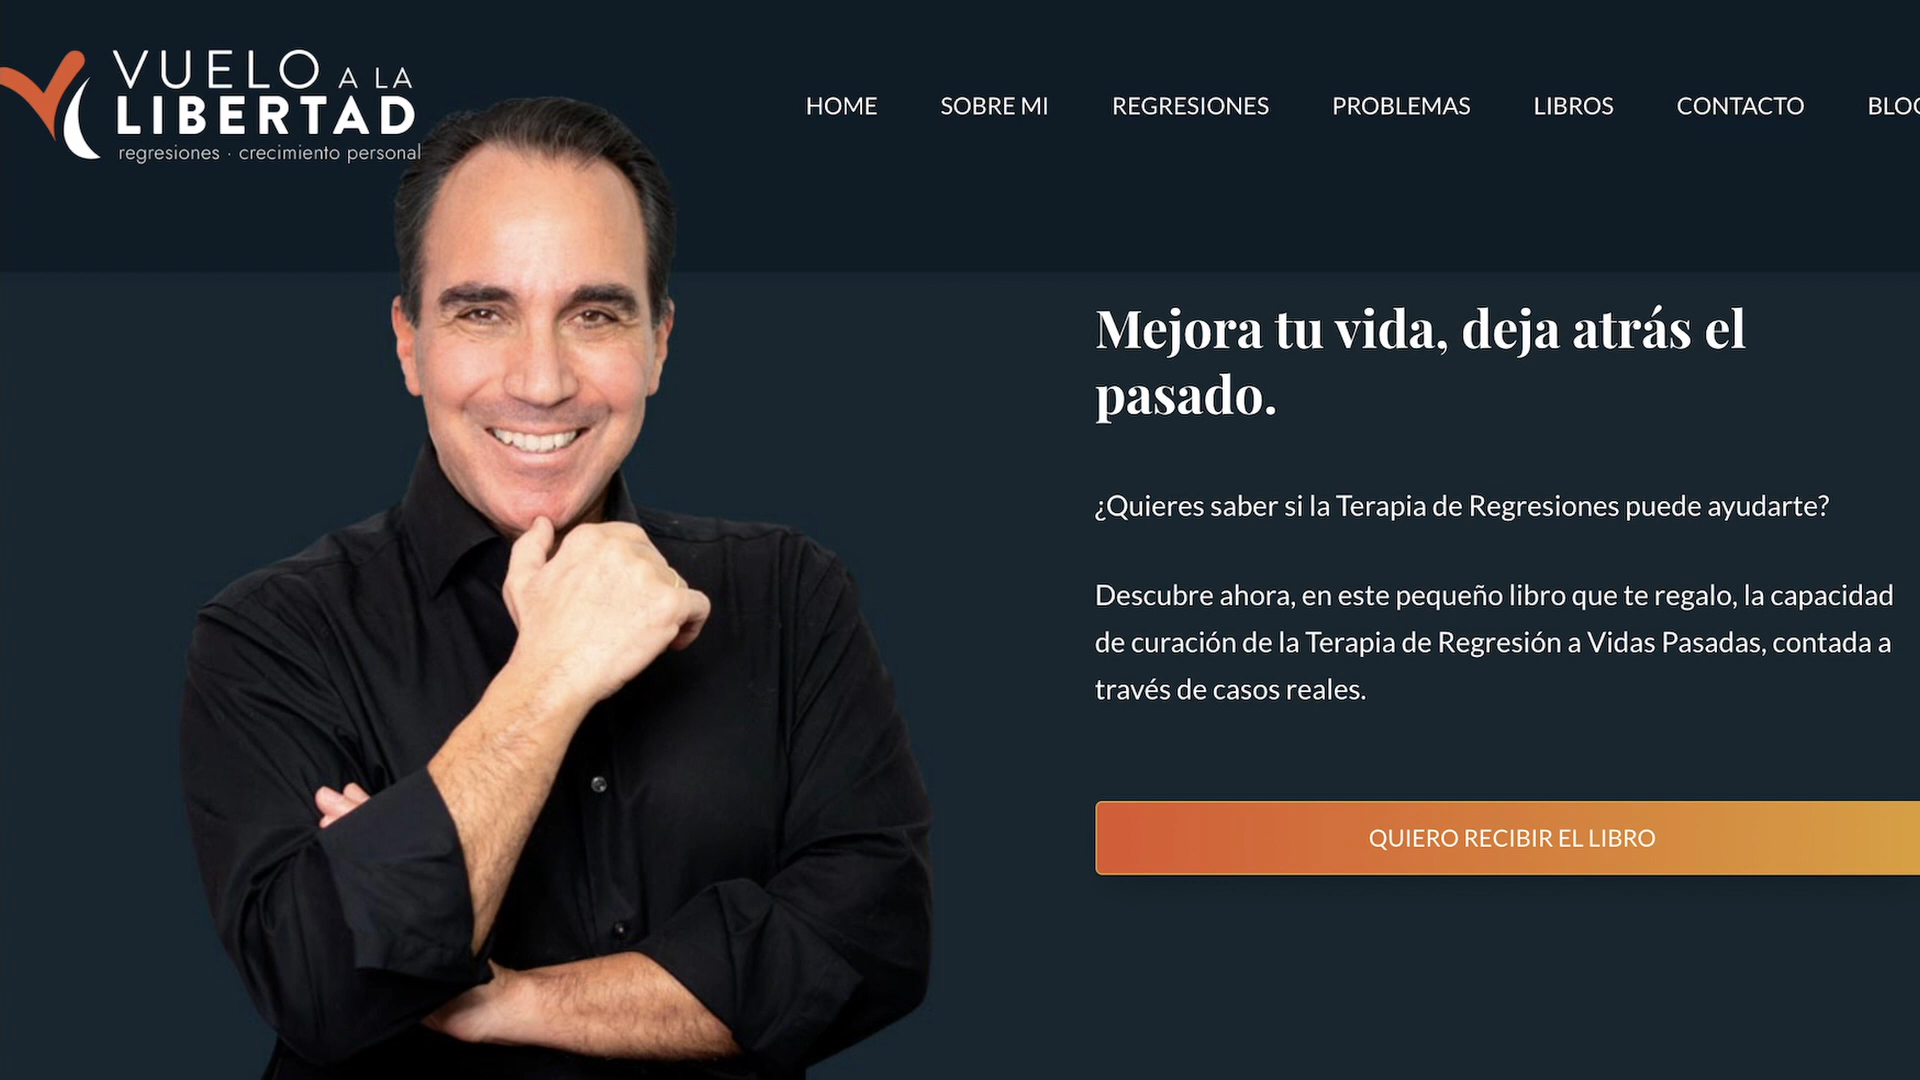 VUELO A LA
LIBERTAD
regresiones · crecimiento personal
HOME SOBRE MI REGRESIONES PROBLEMAS LIBROS CONTACTO
Mejora tu vida, deja atrás el
pasado.
¿Quieres saber si la Terapia de Regresiones puede ayudarte?
Descubre ahora, en este pequeño libro que te regalo, la capacidad
de curación de la Terapia de Regresión a Vidas Pasadas, contada a
través de casos reales.
QUIERO RECIBIR EL LIBRO